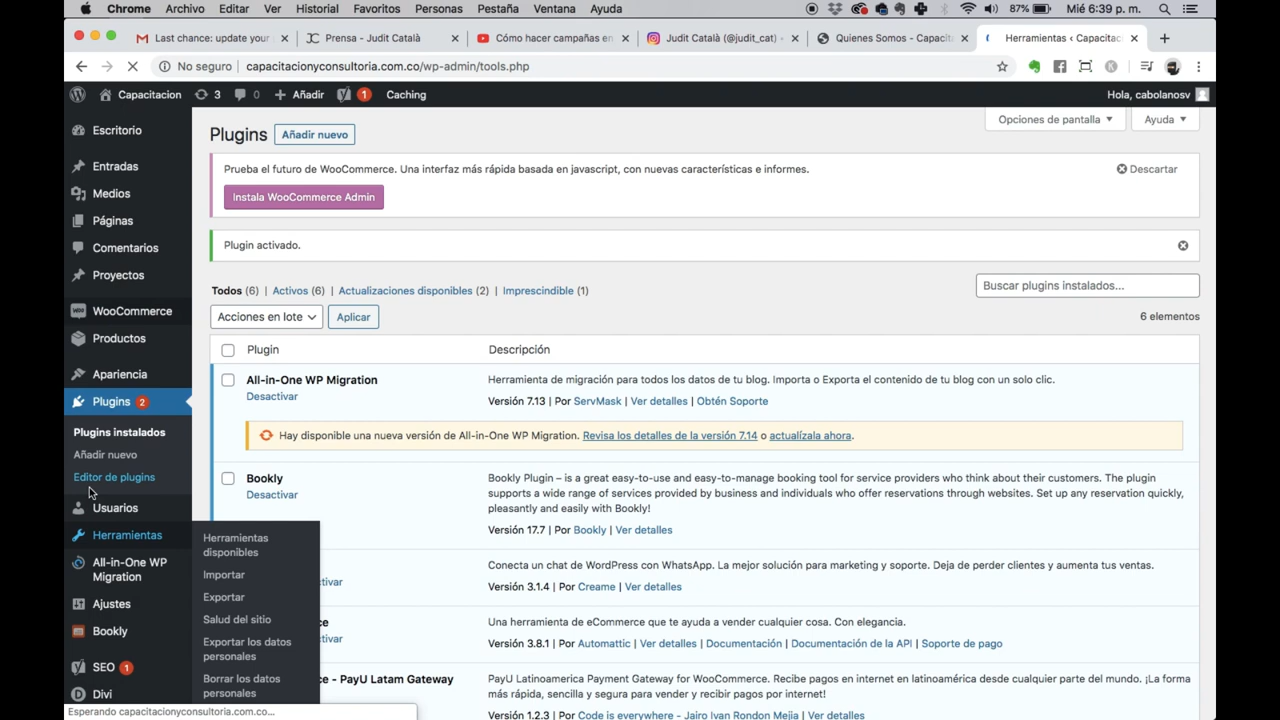 Chrome Archivo Editar Ver Historial Favoritos Personas Pestaña Ventana Ayuda 87% Mié 6:39 p. m.
Last chance: update your Prensa - Judit Català Cómo hacer campañas en Judit Català (@judit_cat) Quienes Somos - Capacita Herramientas ‹ Capacitac
No seguro capacitacionyconsultoria.com.co/wp-admin/tools.php
Capacitacion 3 0 Añadir 1 Caching Hola, cabolanosv
Opciones de pantalla Ayuda
Escritorio
Entradas
Medios
Páginas
Comentarios
Proyectos
WooCommerce
Productos
Apariencia
Plugins 2
Plugins instalados
Añadir nuevo
Editor de plugins
Usuarios
Herramientas
All-in-One WP
Migration
Ajustes
Bookly
SEO 1
Divi
Herramientas
disponibles
Importar
Exportar
Salud del sitio
Exportar los datos
personales
Borrar los datos
personales
Plugins Añadir nuevo
Prueba el futuro de WooCommerce. Una interfaz más rápida basada en javascript, con nuevas características e informes. Descartar
Instala WooCommerce Admin
Plugin activado.
Todos (6) | Activos (6) | Actualizaciones disponibles (2) | Imprescindible (1)
Buscar plugins instalados...
Acciones en lote Aplicar 6 elementos
Plugin Descripción
All-in-One WP Migration Herramienta de migración para todos los datos de tu blog. Importa o Exporta el contenido de tu blog con un solo clic.
Desactivar Versión 7.13 | Por ServMask | Ver detalles | Obtén Soporte
Hay disponible una nueva versión de All-in-One WP Migration. Revisa los detalles de la versión 7.14 o actualízala ahora.
Bookly Bookly Plugin – is a great easy-to-use and easy-to-manage booking tool for service providers who think about their customers. The plugin
Desactivar supports a wide range of services provided by business and individuals who offer reservations through websites. Set up any reservation quickly,
pleasantly and easily with Bookly!
Versión 17.7 | Por Bookly | Ver detalles
Conecta un chat de WordPress con WhatsApp. La mejor solución para marketing y soporte. Deja de perder clientes y aumenta tus ventas.
tivar Versión 3.1.4 | Por Creame | Ver detalles
ce Una herramienta de eCommerce que te ayuda a vender cualquier cosa. Con elegancia.
tivar Versión 3.8.1 | Por Automattic | Ver detalles | Documentación | Documentación de la API | Soporte de pago
ce - PayU Latam Gateway PayU Latinoamerica Payment Gateway for WooCommerce. Recibe pagos en internet en latinoamérica desde cualquier parte del mundo. ¡La forma
más rápida, sencilla y segura para vender y recibir pagos por internet!
Versión 1.2.3 | Por Code is everywhere - Jairo Ivan Rondon Mejia | Ver detalles
Esperando capacitacionyconsultoria.com.co...